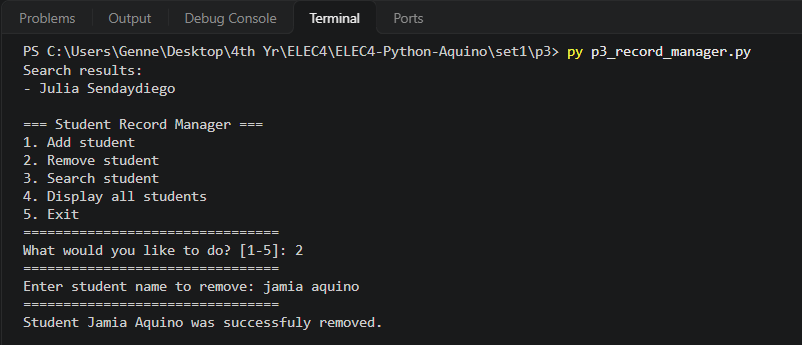 Problems Output Debug Console Terminal Ports
PS C:\Users\Genne\Desktop\4th Yr\ELEC4\ELEC4-Python-Aquino\set1\p3> py p3_record_manager.py
Search results:
- Julia Sendaydiego
=== Student Record Manager ===
1. Add student
2. Remove student
3. Search student
4. Display all students
5. Exit
================================
What would you like to do? [1-5]: 2
================================
Enter student name to remove: jamia aquino
================================
Student Jamia Aquino was successfuly removed.